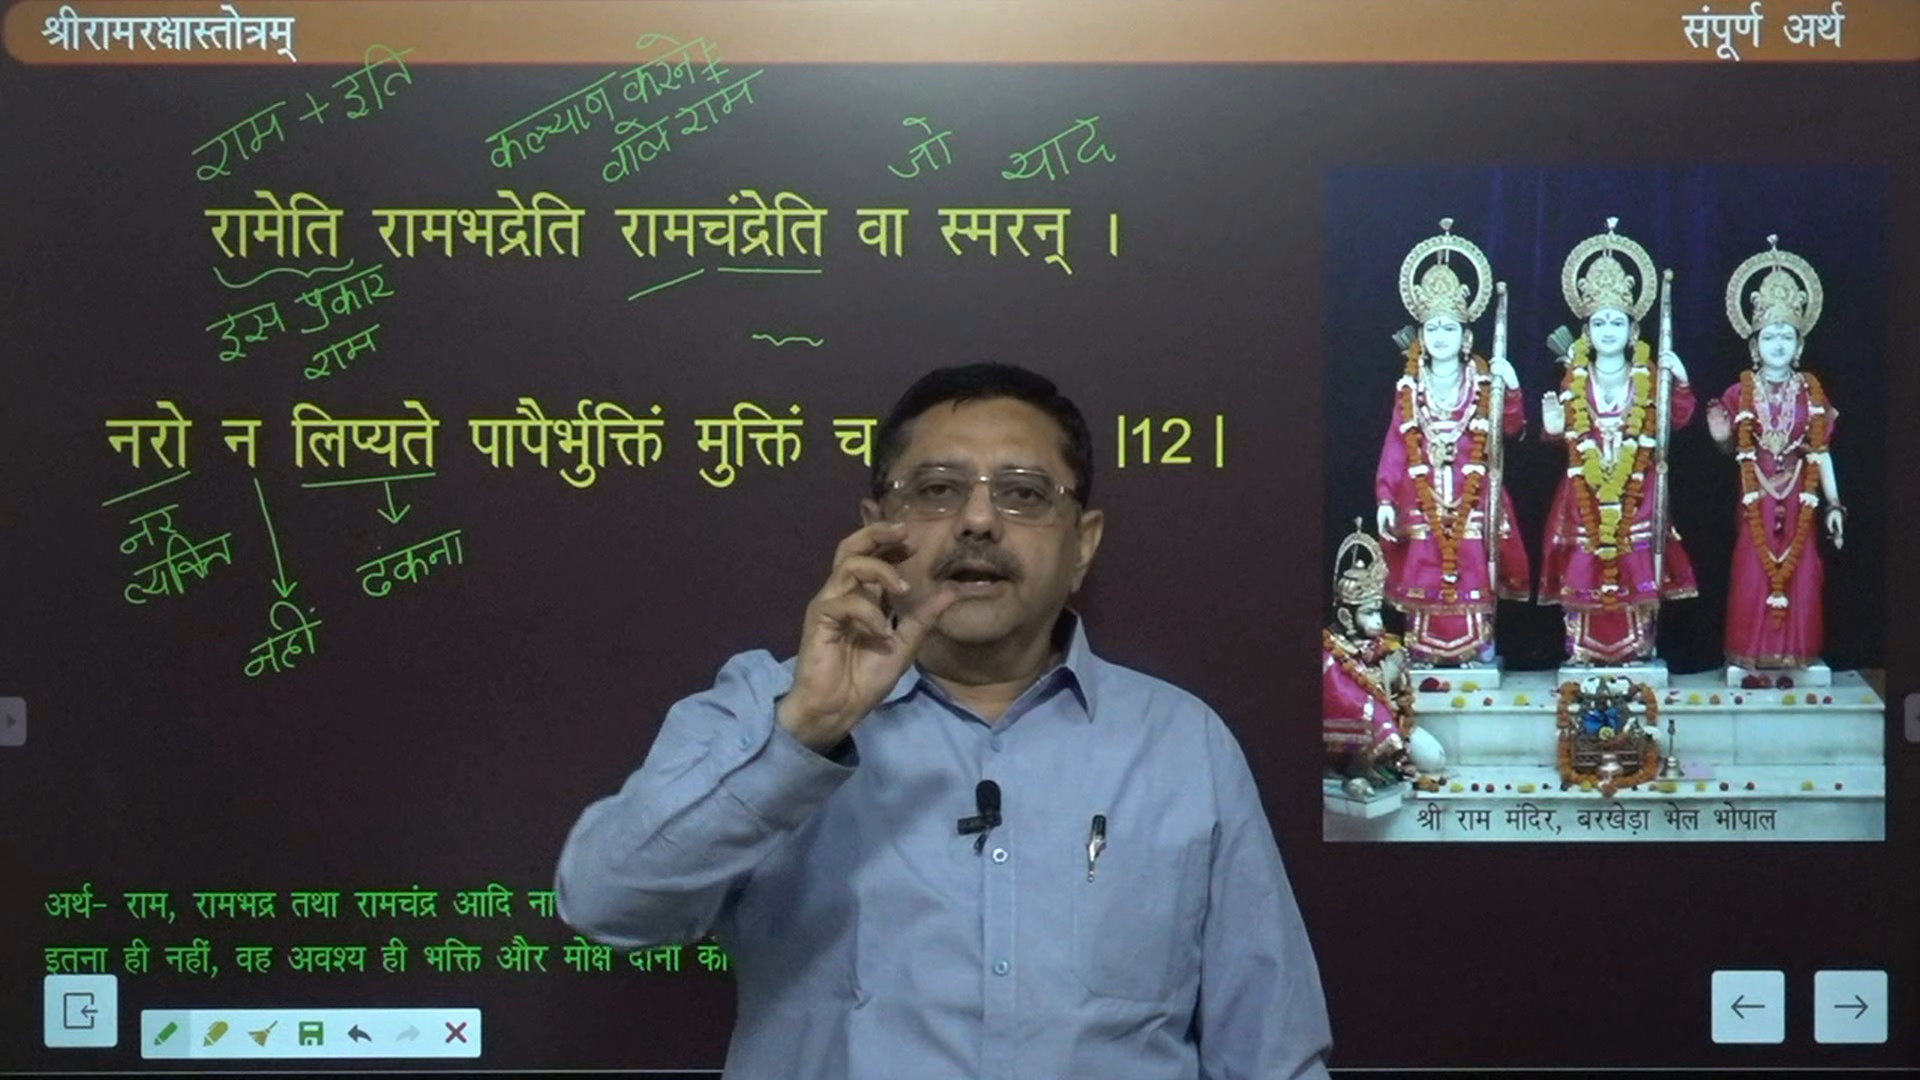 श्रीरामरक्षास्तोत्रम्
संपूर्ण अर्थ
राम + इति
कल्याण करने
वाले राम
जो याद
रामेति रामभद्रेति रामचंद्रेति वा स्मरन् ।
इस प्रकार
राम
नरो न लिप्यते पापैर्भुक्तिं मुक्तिं च
|12|
नर
व्यक्ति
ढंकना
नहीं
श्री राम मंदिर, बरखेड़ा भेल भोपाल
अर्थ– राम, रामभद्र तथा रामचंद्र आदि ना
इतना ही नहीं, वह अवश्य ही भक्ति और मोक्ष दोनों को